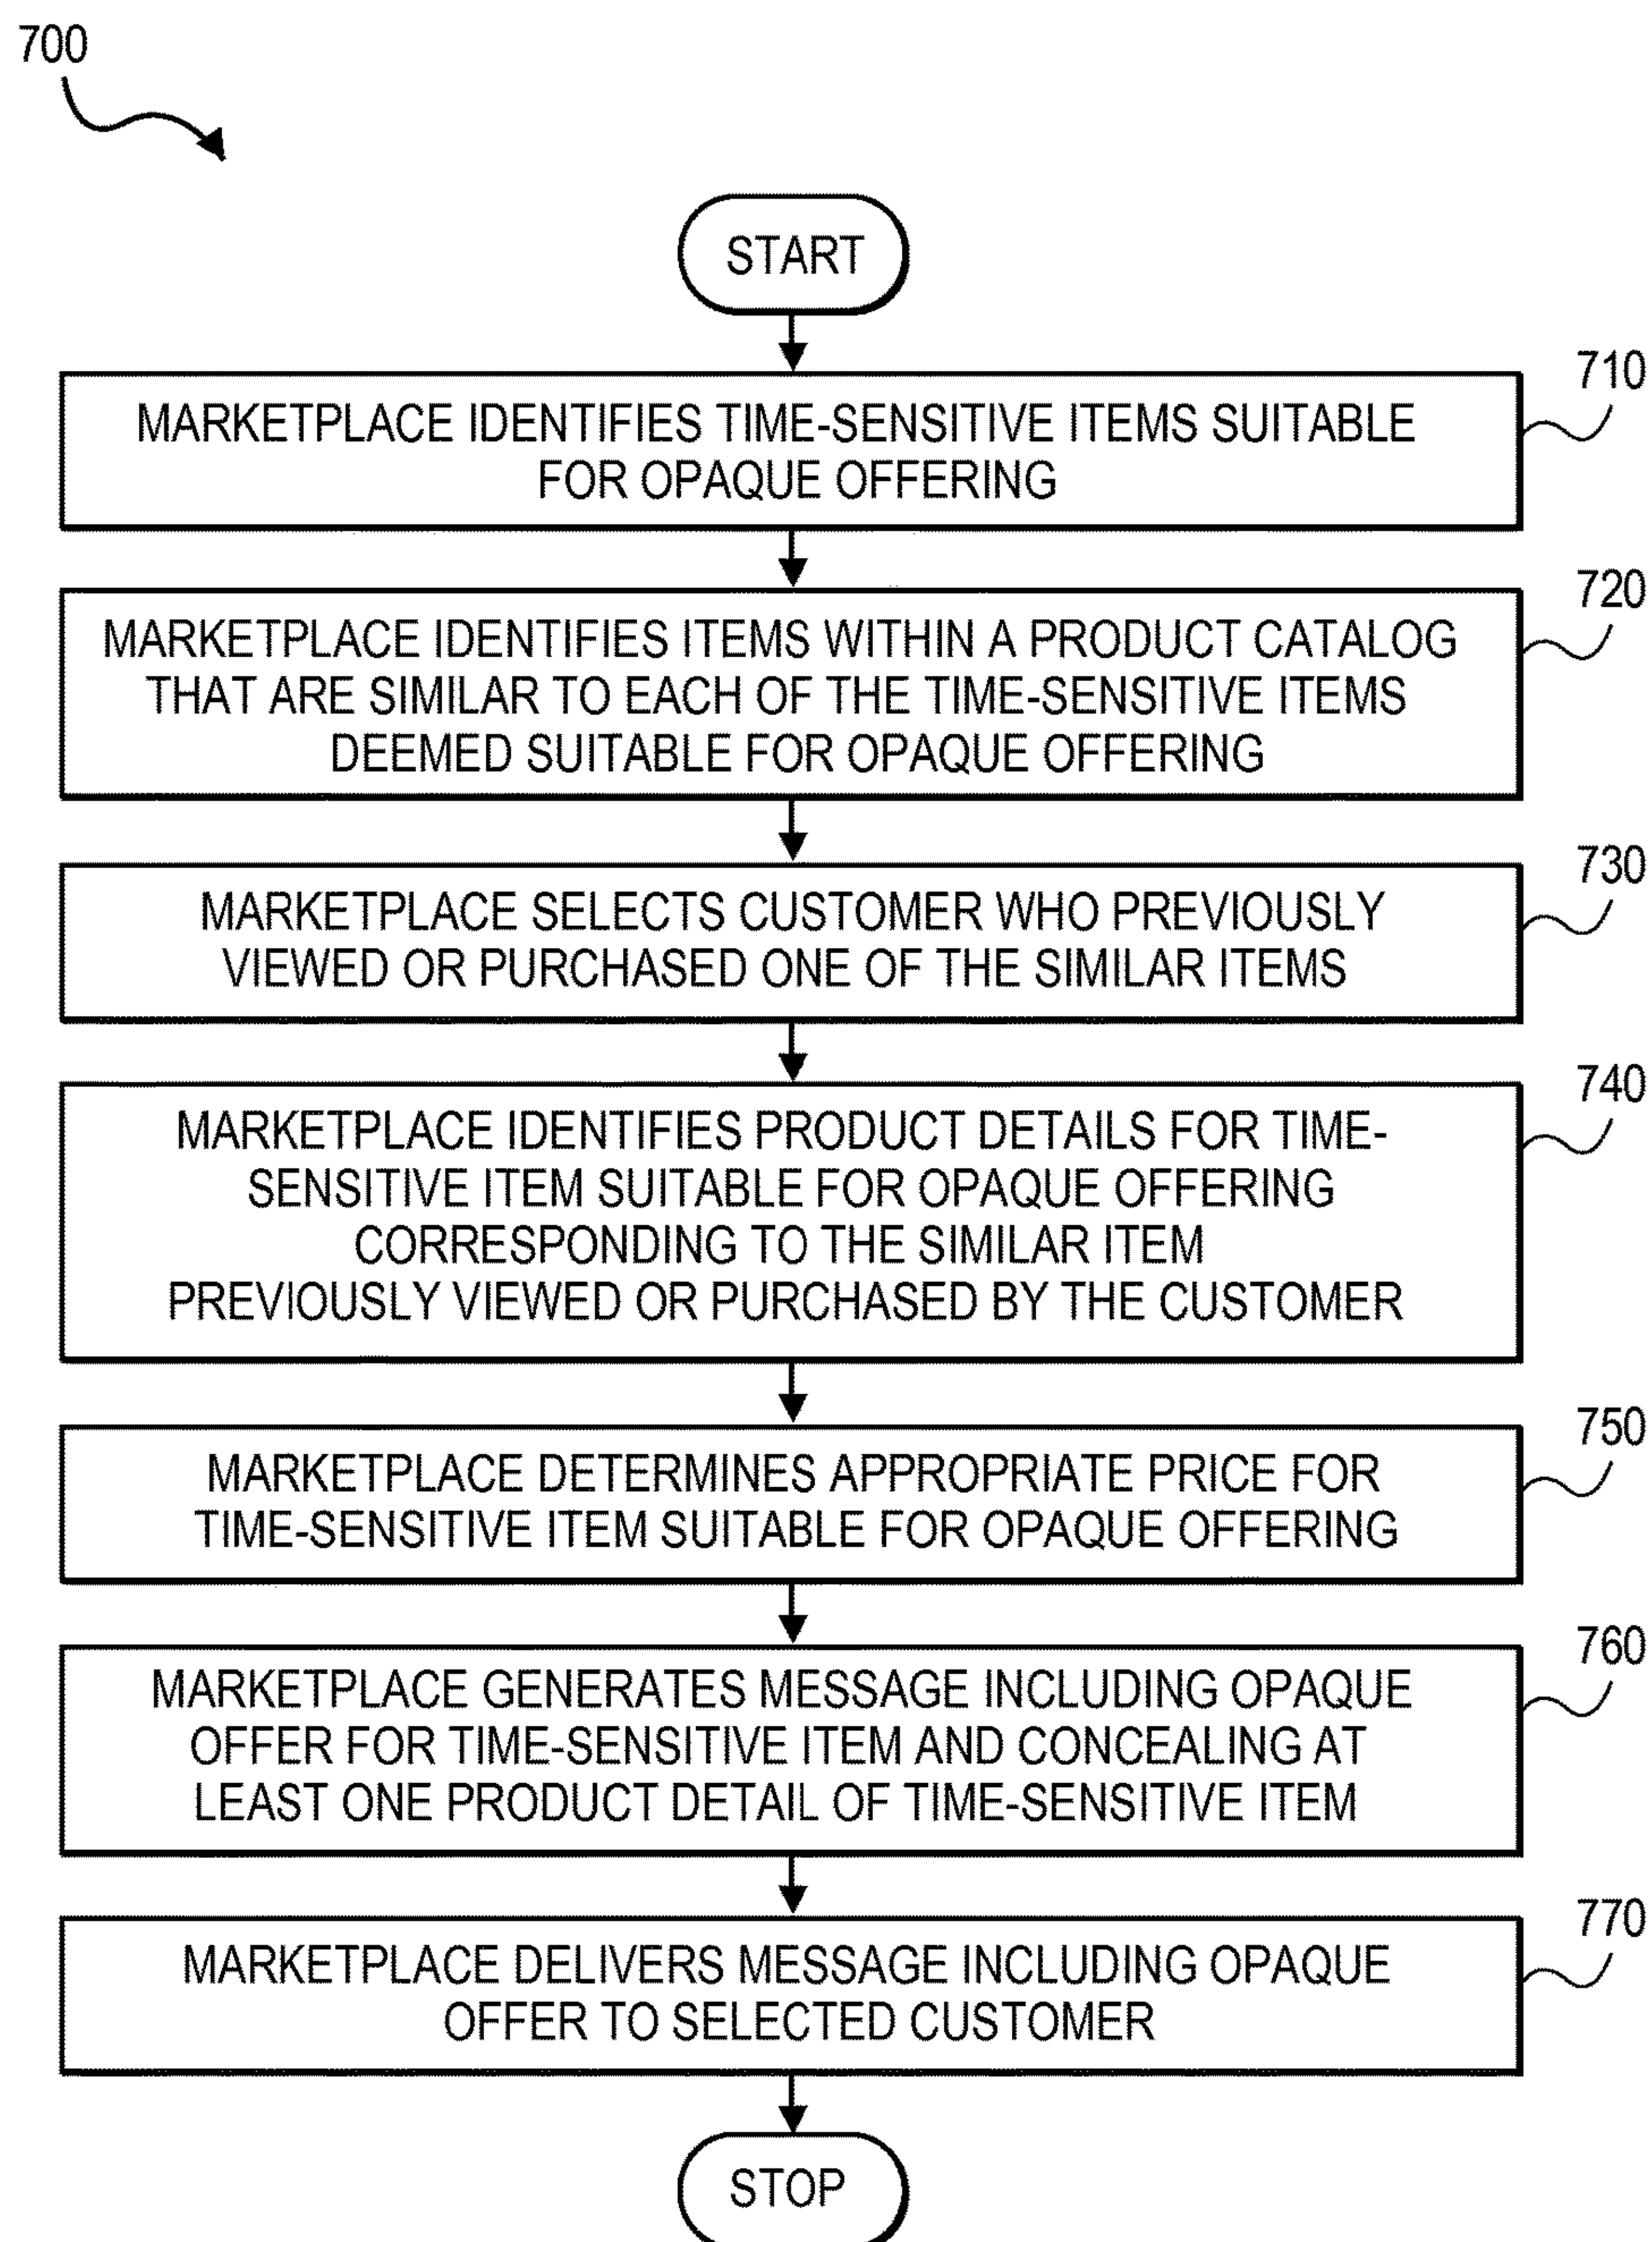 700
START
710
MARKETPLACE IDENTIFIES TIME-SENSITIVE ITEMS SUITABLE
FOR OPAQUE OFFERING
720
MARKETPLACE IDENTIFIES ITEMS WITHIN A PRODUCT CATALOG
THAT ARE SIMILAR TO EACH OF THE TIME-SENSITIVE ITEMS
DEEMED SUITABLE FOR OPAQUE OFFERING
730
MARKETPLACE SELECTS CUSTOMER WHO PREVIOUSLY
VIEWED OR PURCHASED ONE OF THE SIMILAR ITEMS
740
MARKETPLACE IDENTIFIES PRODUCT DETAILS FOR TIME-
SENSITIVE ITEM SUITABLE FOR OPAQUE OFFERING
CORRESPONDING TO THE SIMILAR ITEM
PREVIOUSLY VIEWED OR PURCHASED BY THE CUSTOMER
750
MARKETPLACE DETERMINES APPROPRIATE PRICE FOR
TIME-SENSITIVE ITEM SUITABLE FOR OPAQUE OFFERING
760
MARKETPLACE GENERATES MESSAGE INCLUDING OPAQUE
OFFER FOR TIME-SENSITIVE ITEM AND CONCEALING AT
LEAST ONE PRODUCT DETAIL OF TIME-SENSITIVE ITEM
770
MARKETPLACE DELIVERS MESSAGE INCLUDING OPAQUE
OFFER TO SELECTED CUSTOMER
STOP